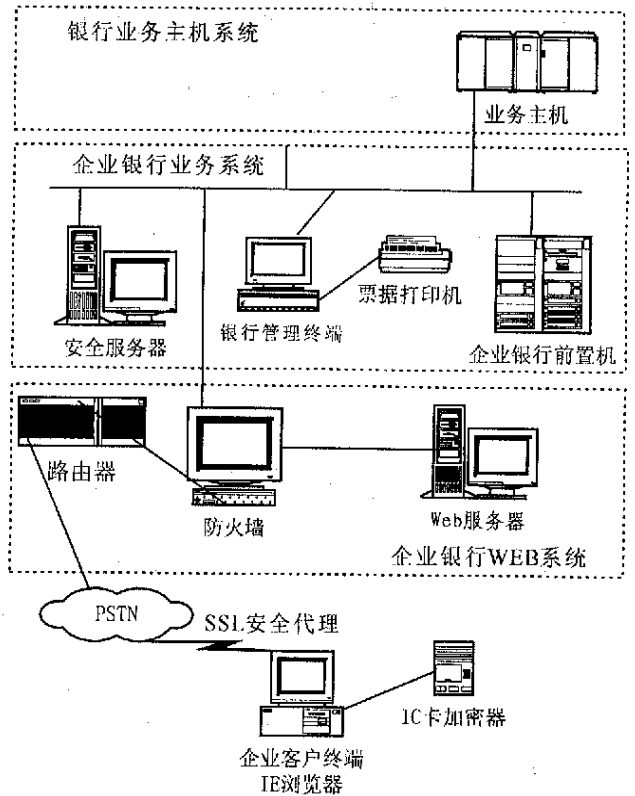 银行业务主机系统
业务主机
企业银行业务系统
安全服务器
银行管理终端
票据打印机
企业银行前置机
路由器
防火墙
Web服务器
企业银行WEB系统
PSTN
SSL安全代理
IC卡加密器
企业客户终端
IE浏览器